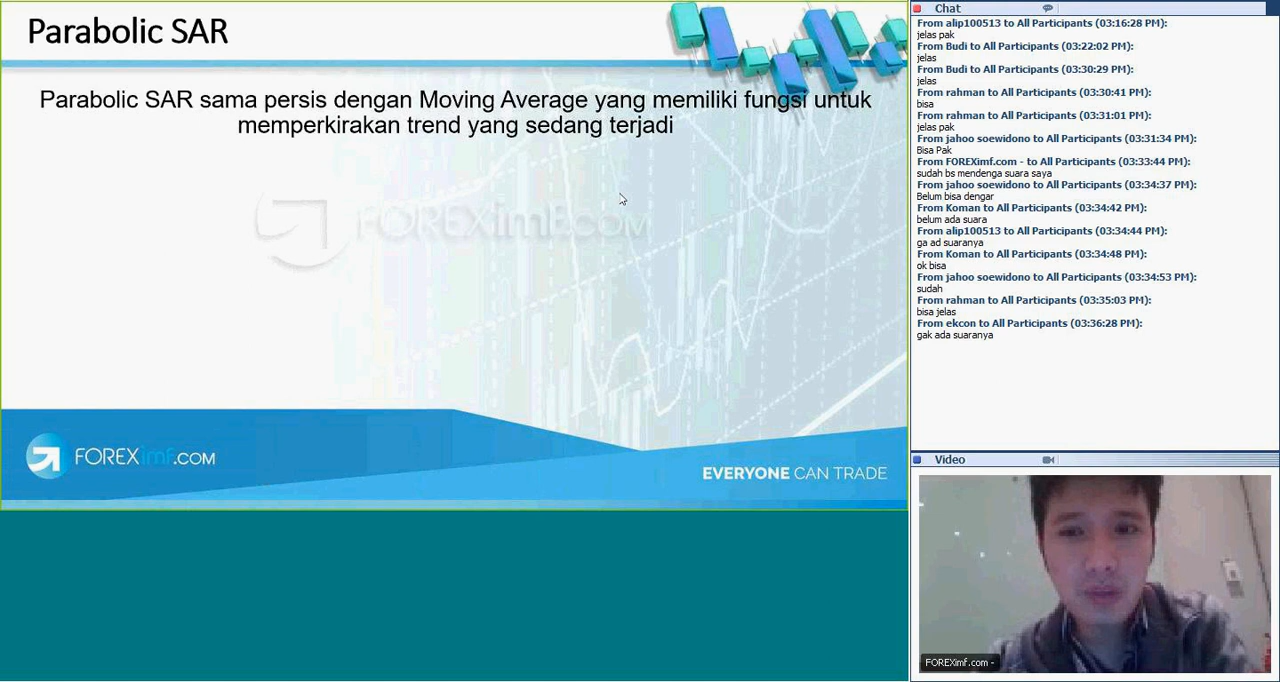 Parabolic SAR
Parabolic SAR sama persis dengan Moving Average yang memiliki fungsi untuk
memperkirakan trend yang sedang terjadi
FOREXimF.COM
FOREXimf.COM
EVERYONE CAN TRADE
Chat
From alip100513 to All Participants (03:16:28 PM):
jelas pak
From Budi to All Participants (03:22:02 PM):
jelas
From Budi to All Participants (03:30:29 PM):
jelas
From rahman to All Participants (03:30:41 PM):
bisa
From rahman to All Participants (03:31:01 PM):
jelas pak
From jahoo soewidono to All Participants (03:31:34 PM):
Bisa Pak
From FOREXimf.com - to All Participants (03:33:44 PM):
sudah bs mendenga suara saya
From jahoo soewidono to All Participants (03:34:37 PM):
Belum bisa dengar
From Koman to All Participants (03:34:42 PM):
belum ada suara
From alip100513 to All Participants (03:34:44 PM):
ga ad suaranya
From Koman to All Participants (03:34:48 PM):
ok bisa
From jahoo soewidono to All Participants (03:34:53 PM):
sudah
From rahman to All Participants (03:35:03 PM):
bisa jelas
From ekcon to All Participants (03:36:28 PM):
gak ada suaranya
Video
FOREXimf.com -